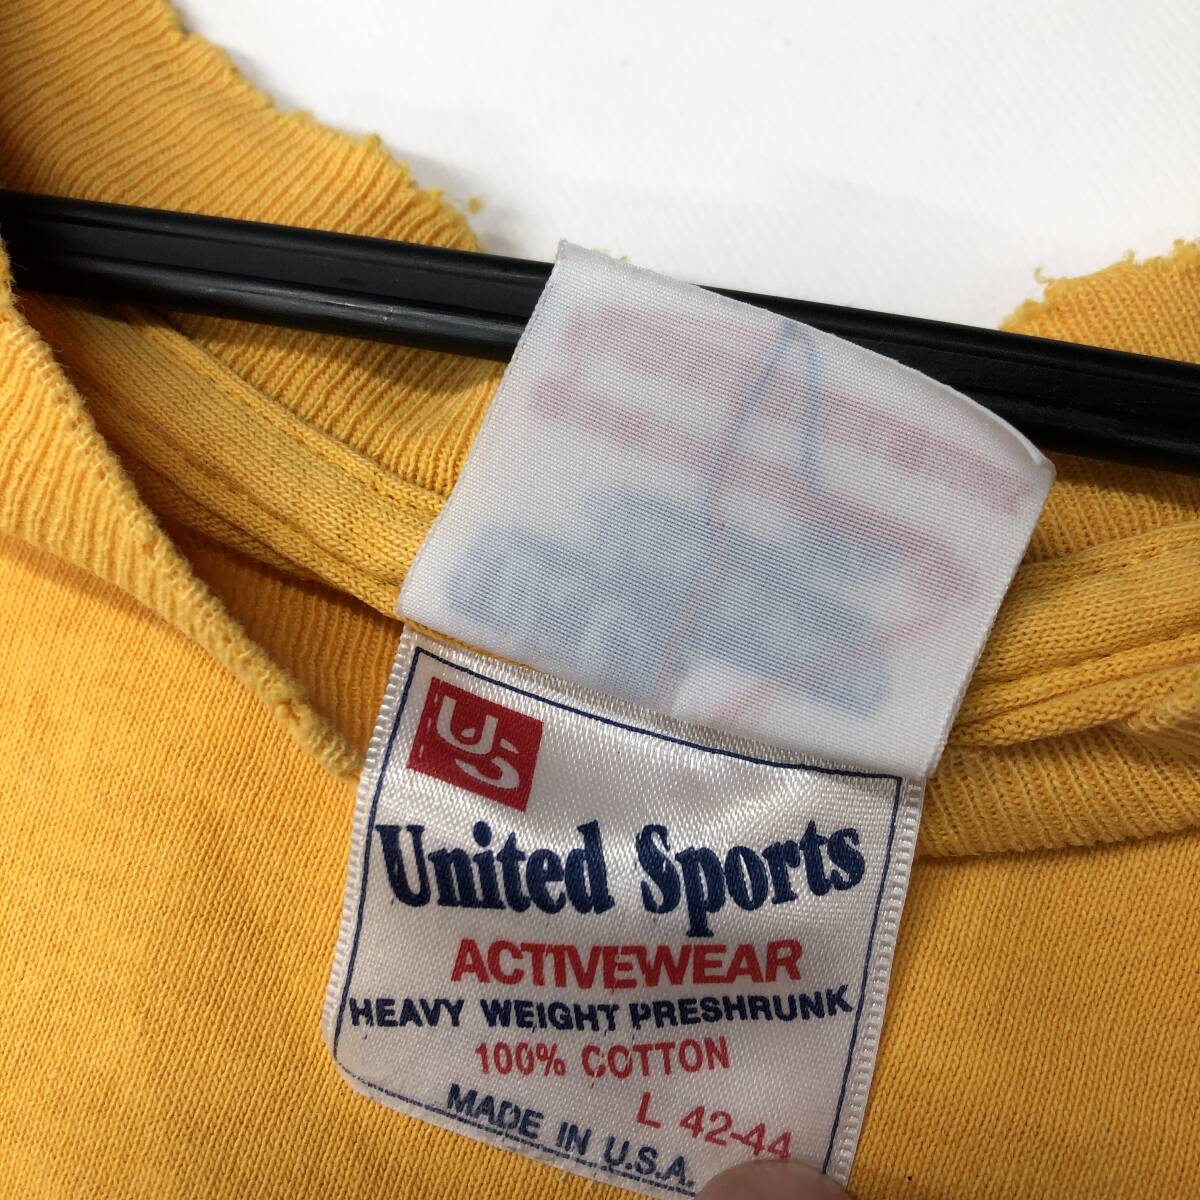 US
United Sports
ACTIVEWEAR
HEAVY WEIGHT PRESHRUNK
100% COTTON
L 42-44
MADE IN U.S.A.